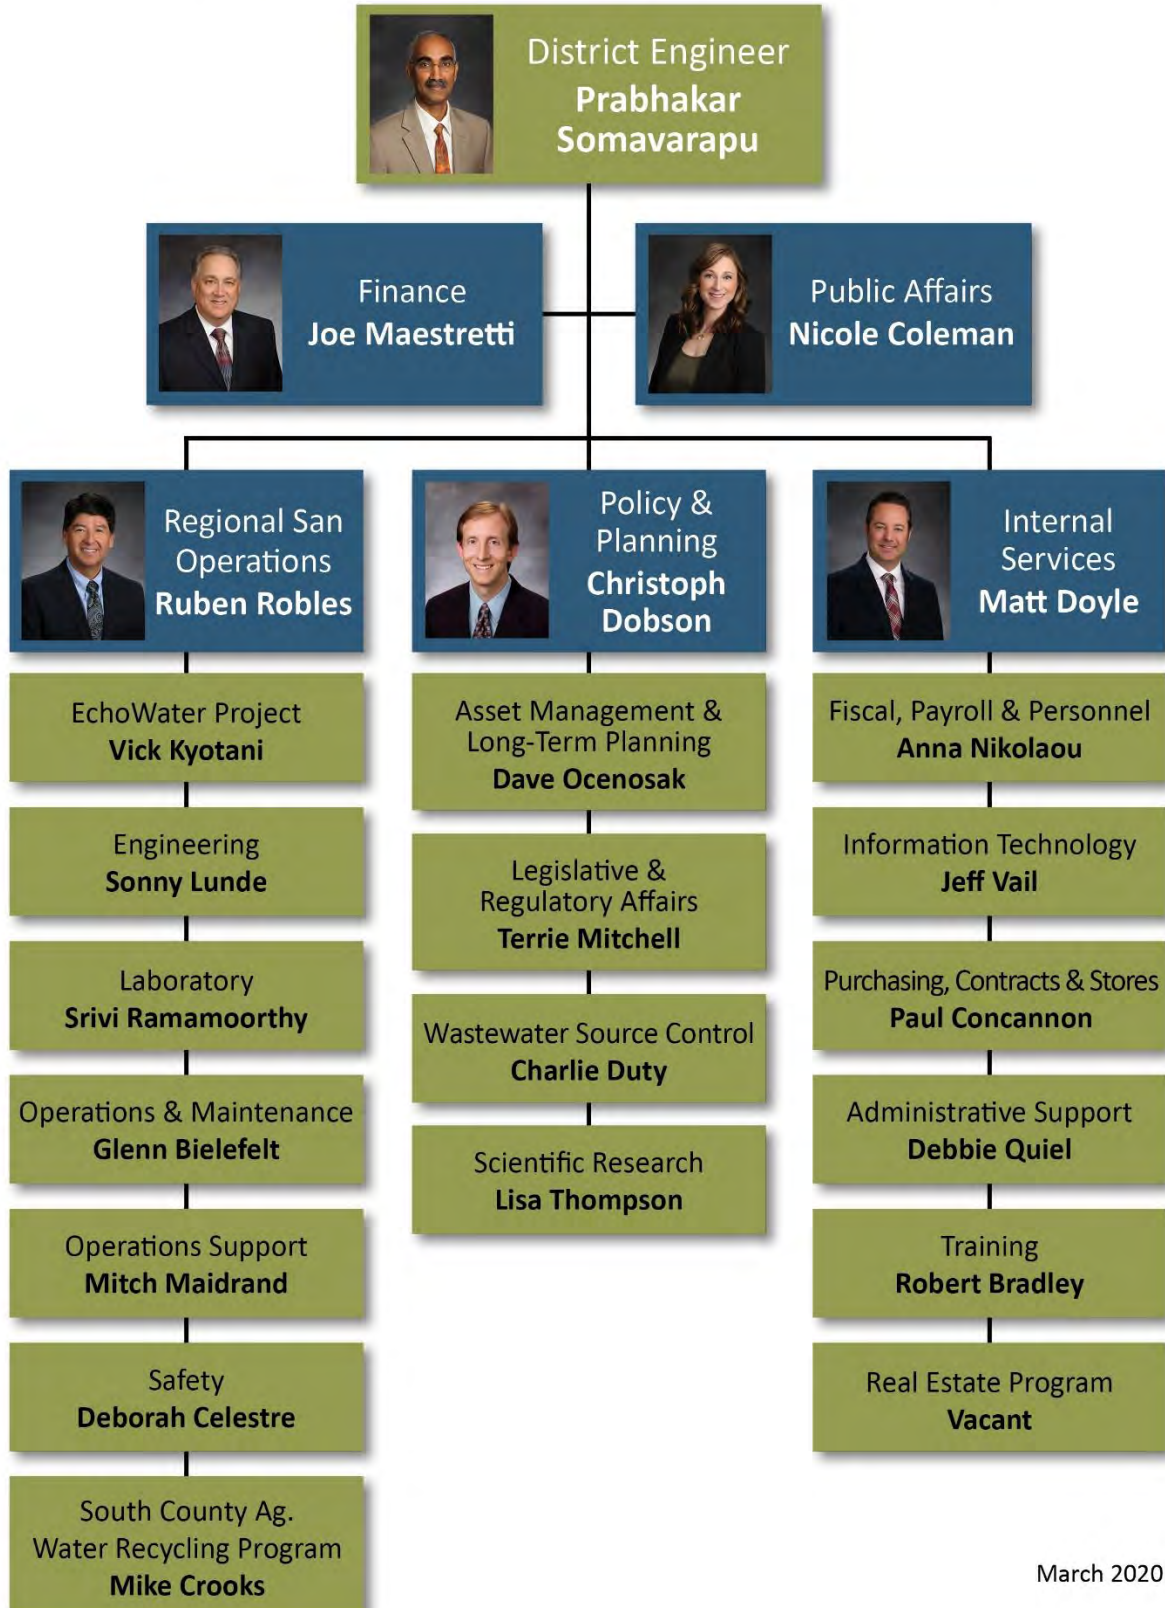 District Engineer
Prabhakar
Somavarapu
Finance
Joe Maestretti
Public Affairs
Nicole Coleman
Regional San
Operations
Ruben Robles
Policy &
Planning
Christoph
Dobson
Internal
Services
Matt Doyle
EchoWater Project
Vick Kyotani
Engineering
Sonny Lunde
Laboratory
Srivi Ramamoorthy
Operations & Maintenance
Glenn Bielefelt
Operations Support
Mitch Maidrand
Safety
Deborah Celestre
South County Ag.
Water Recycling Program
Mike Crooks
Asset Management &
Long-Term Planning
Dave Ocenosak
Legislative &
Regulatory Affairs
Terrie Mitchell
Wastewater Source Control
Charlie Duty
Scientific Research
Lisa Thompson
Fiscal, Payroll & Personnel
Anna Nikolaou
Information Technology
Jeff Vail
Purchasing, Contracts & Stores
Paul Concannon
Administrative Support
Debbie Quiel
Training
Robert Bradley
Real Estate Program
Vacant
March 2020